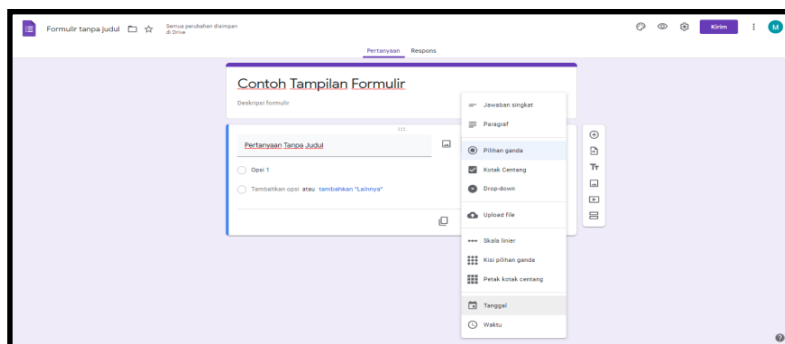 Formulir tanpa judul
Semua perubahan disimpan
di Drive
Kirim
M
Pertanyaan Respons
Contoh Tampilan Formulir
Deskripsi formulir
Pertanyaan Tanpa Judul
Opsi 1
Tambahkan opsi atau tambahkan "Lainnya"
Jawaban singkat
Paragraf
Pilihan ganda
Kotak Centang
Drop-down
Upload file
Skala linier
Kisi pilihan ganda
Petak kotak centang
Tanggal
Waktu
Tт